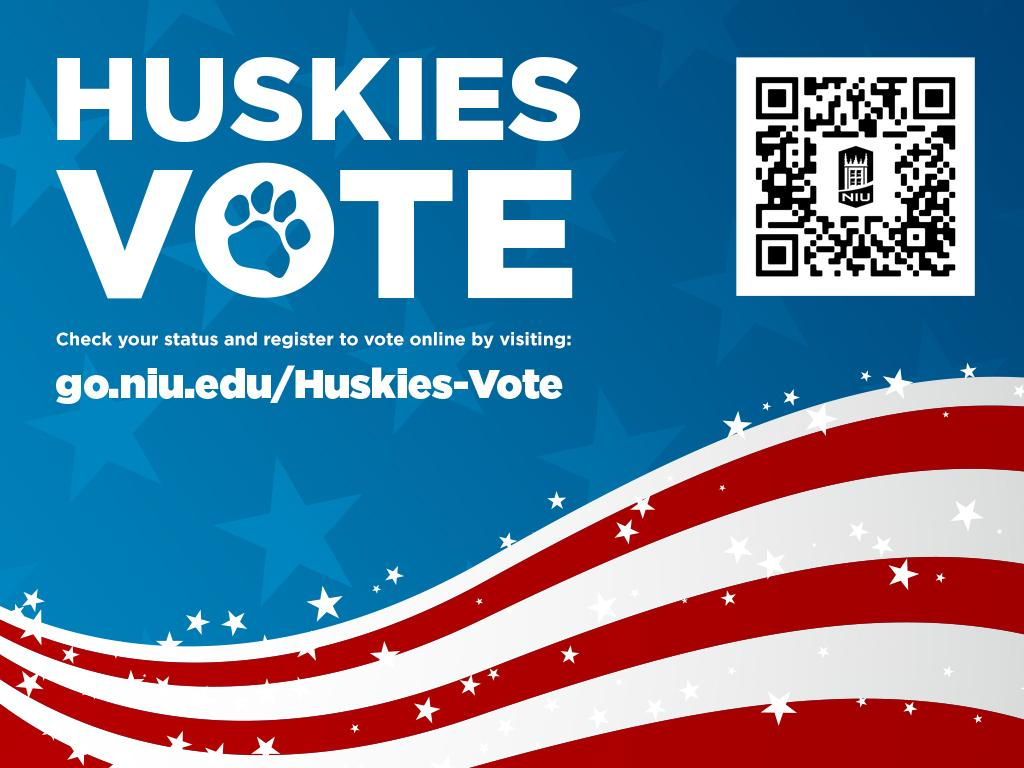 HUSKIES
VOTE
NIU
Check your status and register to vote online by visiting:
go.niu.edu/Huskies-Vote